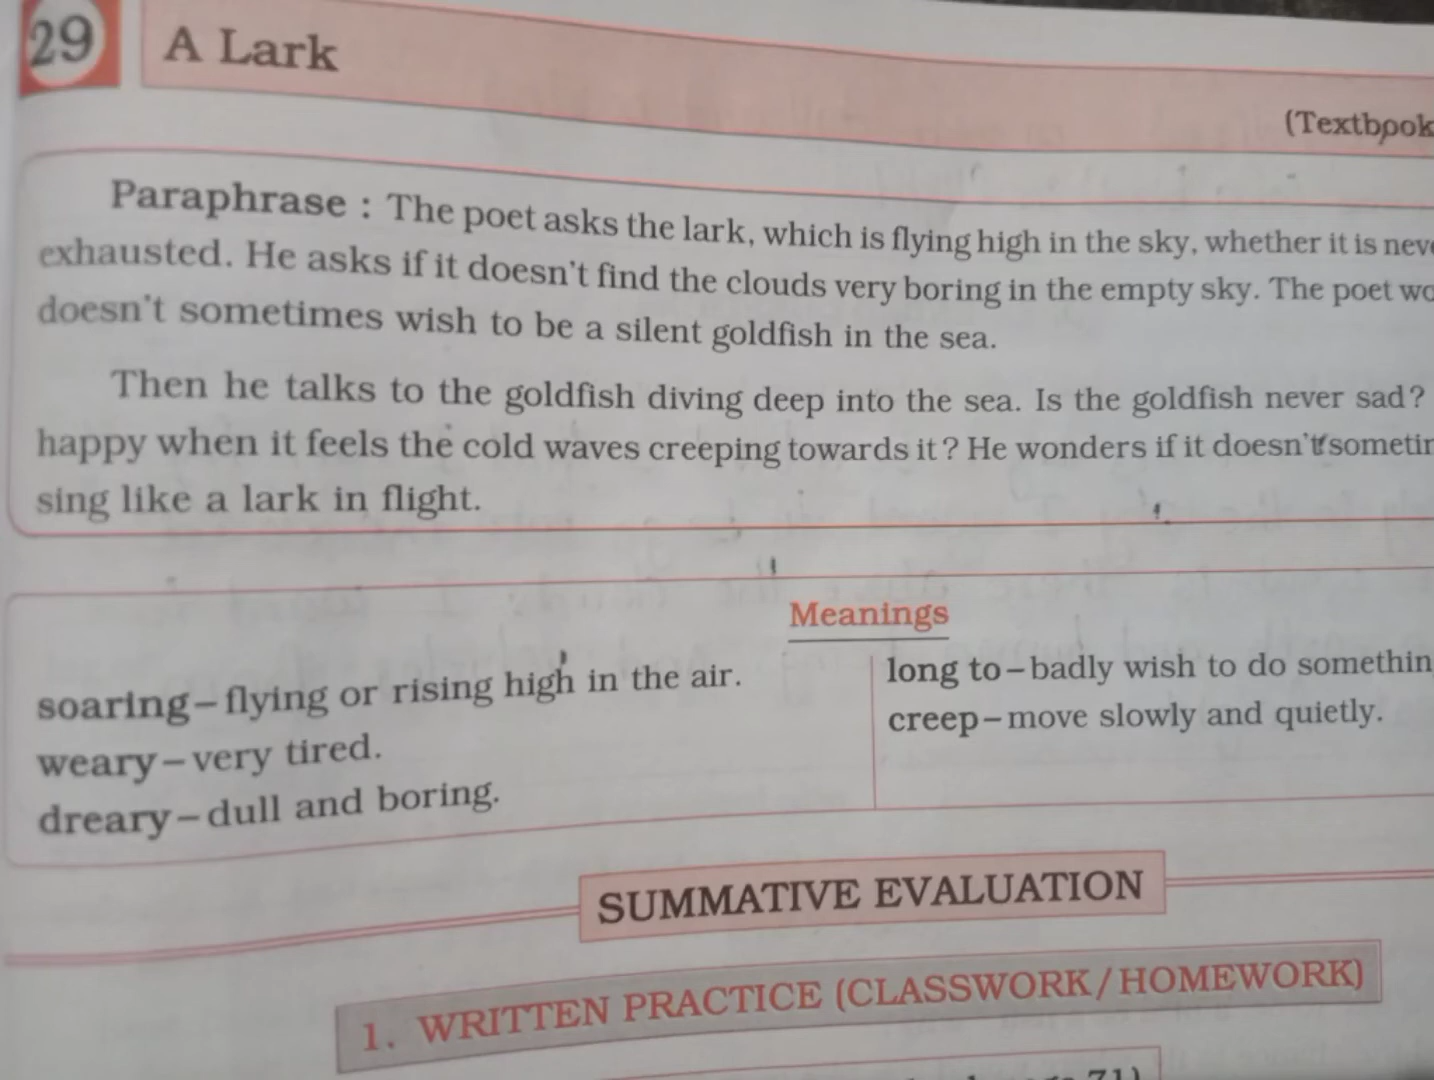 29
A Lark
(Textbook
Paraphrase : The poet asks the lark, which is flying high in the sky, whether it is
exhausted. He asks if it doesn't find the clouds very boring in the empty sky. The poet
doesn't sometimes wish to be a silent goldfish in the sea.
Then he talks to the goldfish diving deep into the sea. Is the goldfish never sad?
happy when it feels the cold waves creeping towards it? He wonders if it doesn't
sing like a lark in flight.
Meanings
soaring – flying or rising high in the air.
weary – very tired.
dreary – dull and boring.
long to – badly wish to do
creep – move slowly and quietly.
SUMMATIVE EVALUATION
1. WRITTEN PRACTICE (CLASSWORK / HOMEWORK)
71)